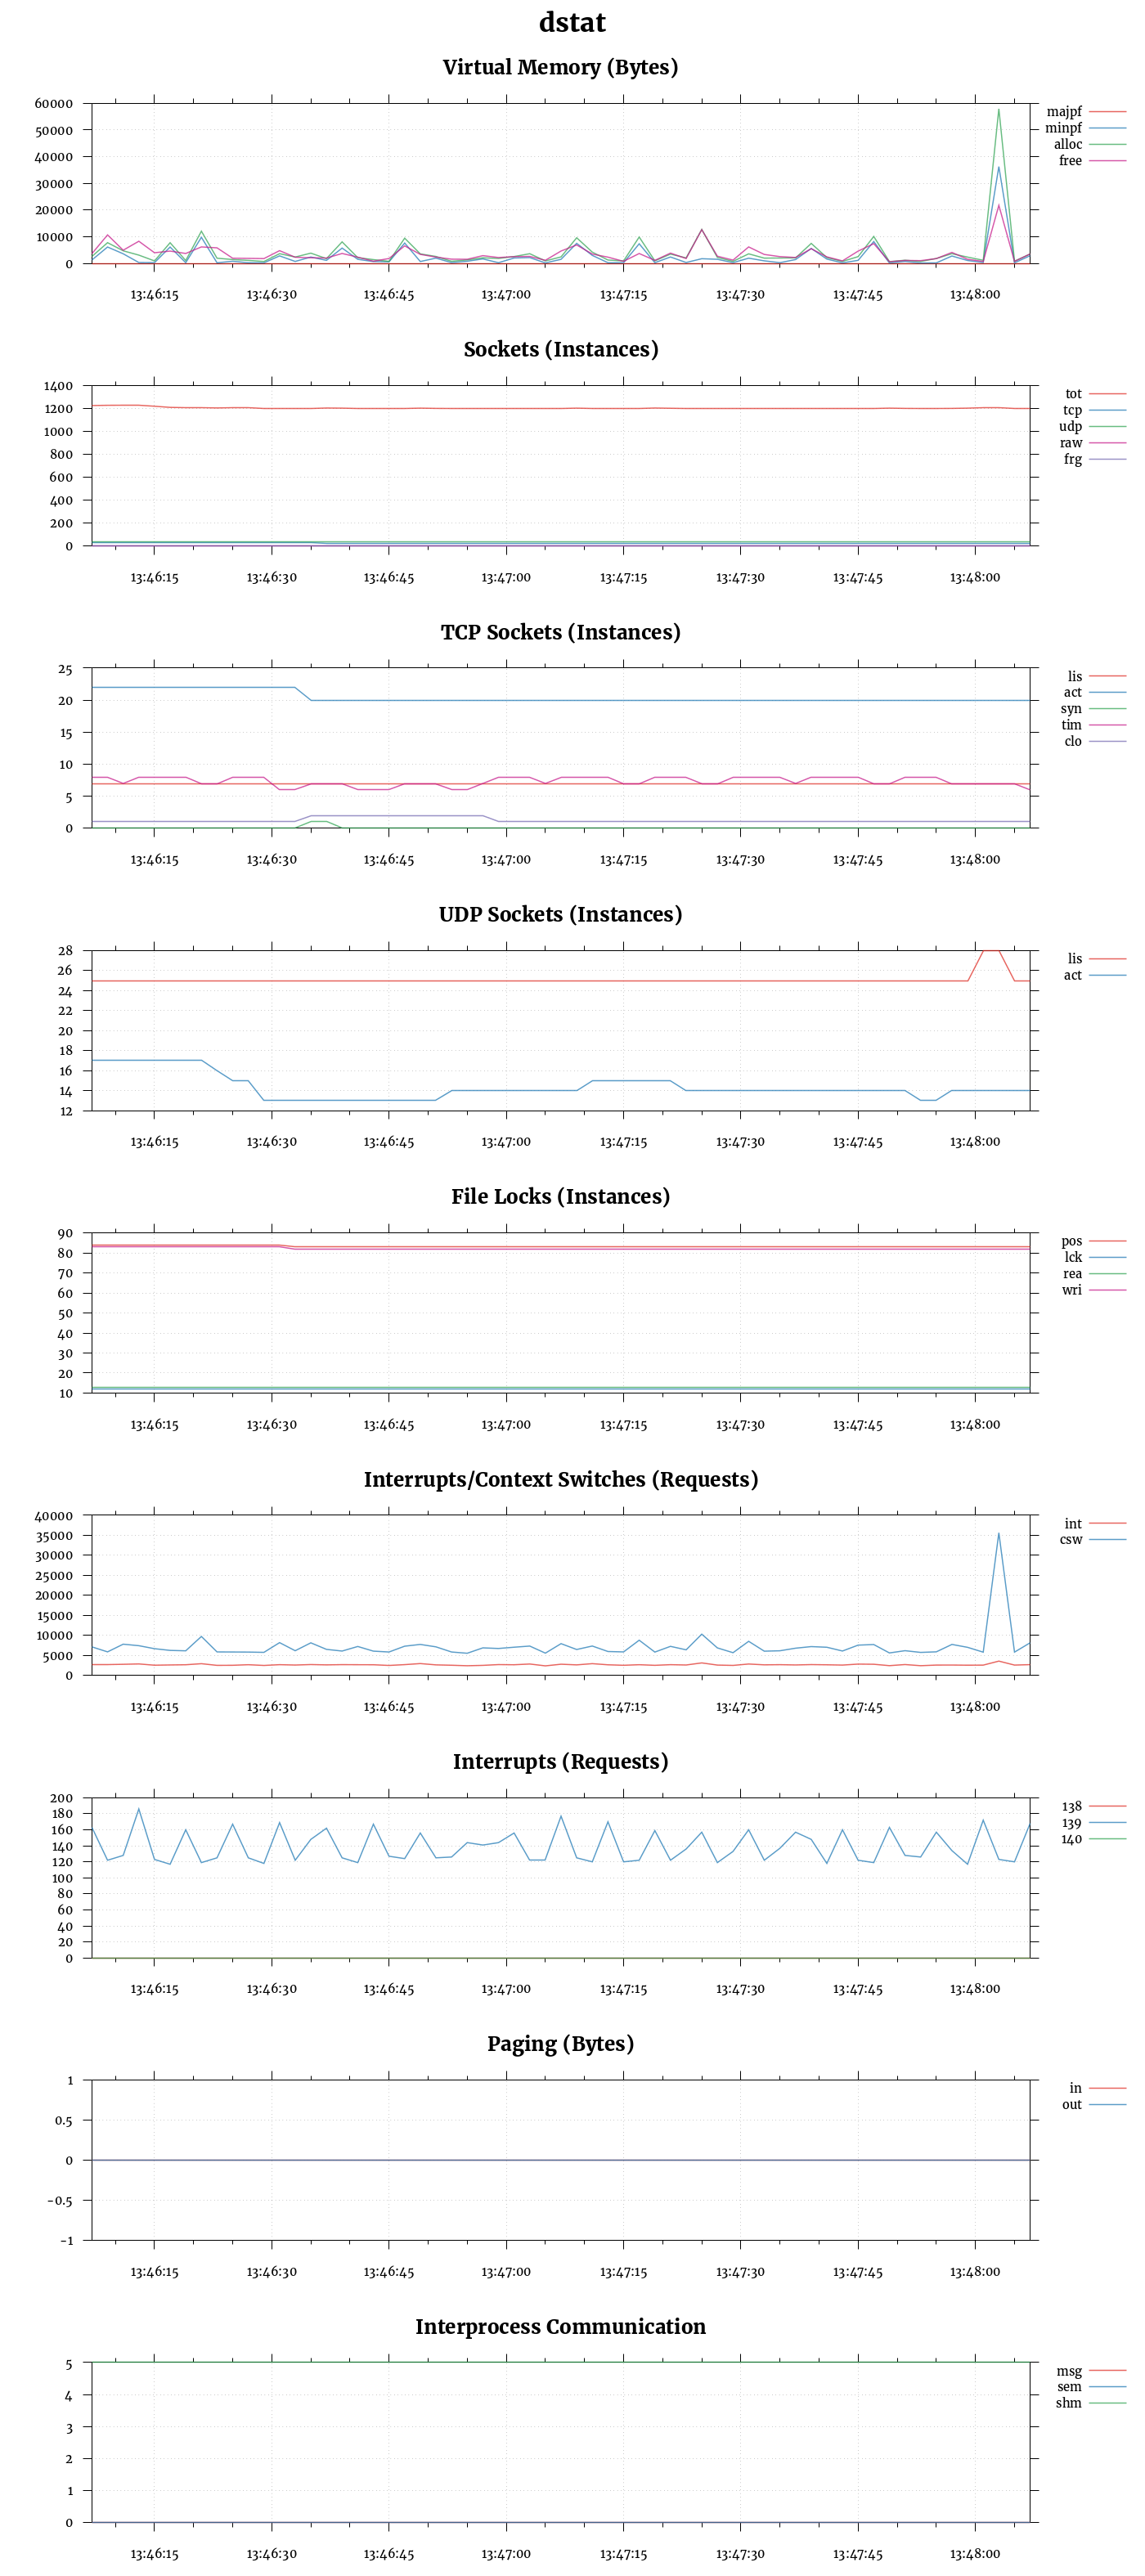 dstat
Virtual Memory (Bytes)
60000
50000
40000
30000
20000
10000
0
13:46:15 13:46:30 13:46:45 13:47:00 13:47:15 13:47:30 13:47:45 13:48:00
majpf
minpf
alloc
free
Sockets (Instances)
1400
1200
1000
800
600
400
200
0
13:46:15 13:46:30 13:46:45 13:47:00 13:47:15 13:47:30 13:47:45 13:48:00
tot
tcp
udp
raw
frg
TCP Sockets (Instances)
25
20
15
10
5
0
13:46:15 13:46:30 13:46:45 13:47:00 13:47:15 13:47:30 13:47:45 13:48:00
lis
act
syn
tim
clo
UDP Sockets (Instances)
28
26
24
22
20
18
16
14
12
13:46:15 13:46:30 13:46:45 13:47:00 13:47:15 13:47:30 13:47:45 13:48:00
lis
act
File Locks (Instances)
90
80
70
60
50
40
30
20
10
13:46:15 13:46:30 13:46:45 13:47:00 13:47:15 13:47:30 13:47:45 13:48:00
pos
lck
rea
wri
Interrupts/Context Switches (Requests)
40000
35000
30000
25000
20000
15000
10000
5000
0
13:46:15 13:46:30 13:46:45 13:47:00 13:47:15 13:47:30 13:47:45 13:48:00
int
csw
Interrupts (Requests)
200
180
160
140
120
100
80
60
40
20
0
13:46:15 13:46:30 13:46:45 13:47:00 13:47:15 13:47:30 13:47:45 13:48:00
138
139
140
Paging (Bytes)
1
0.5
0
-0.5
-1
13:46:15 13:46:30 13:46:45 13:47:00 13:47:15 13:47:30 13:47:45 13:48:00
in
out
Interprocess Communication
5
4
3
2
1
0
13:46:15 13:46:30 13:46:45 13:47:00 13:47:15 13:47:30 13:47:45 13:48:00
msg
sem
shm